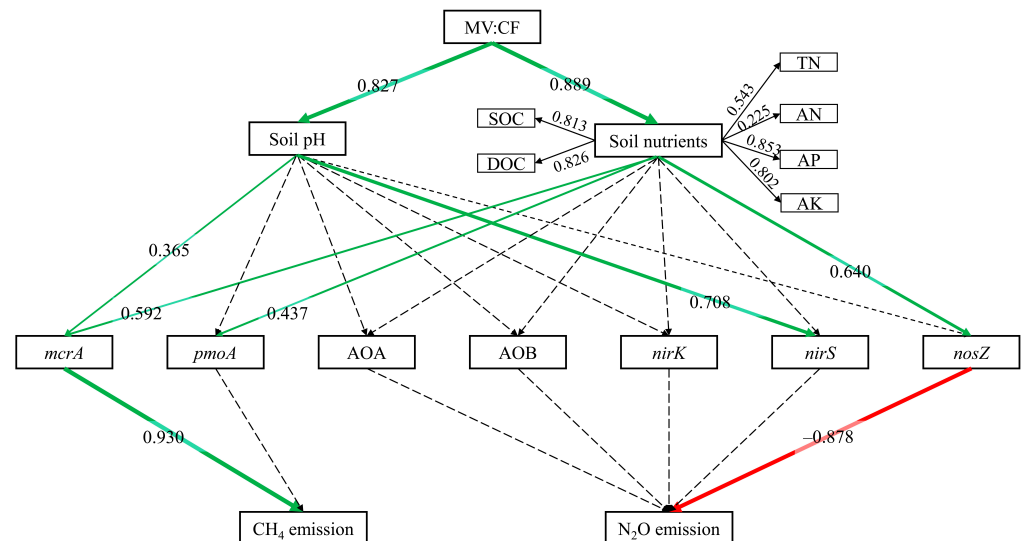 MV:CF
0.827
0.889
TN
AN
AP
AK
0.543
0.225
0.853
0.802
SOC
DOC
0.813
0.826
Soil pH
Soil nutrients
0.365
0.592
0.437
0.708
0.640
mcrA
pmoA
AOA
AOB
nirK
nirS
nosZ
0.930
–0.878
CH₄ emission
N₂O emission